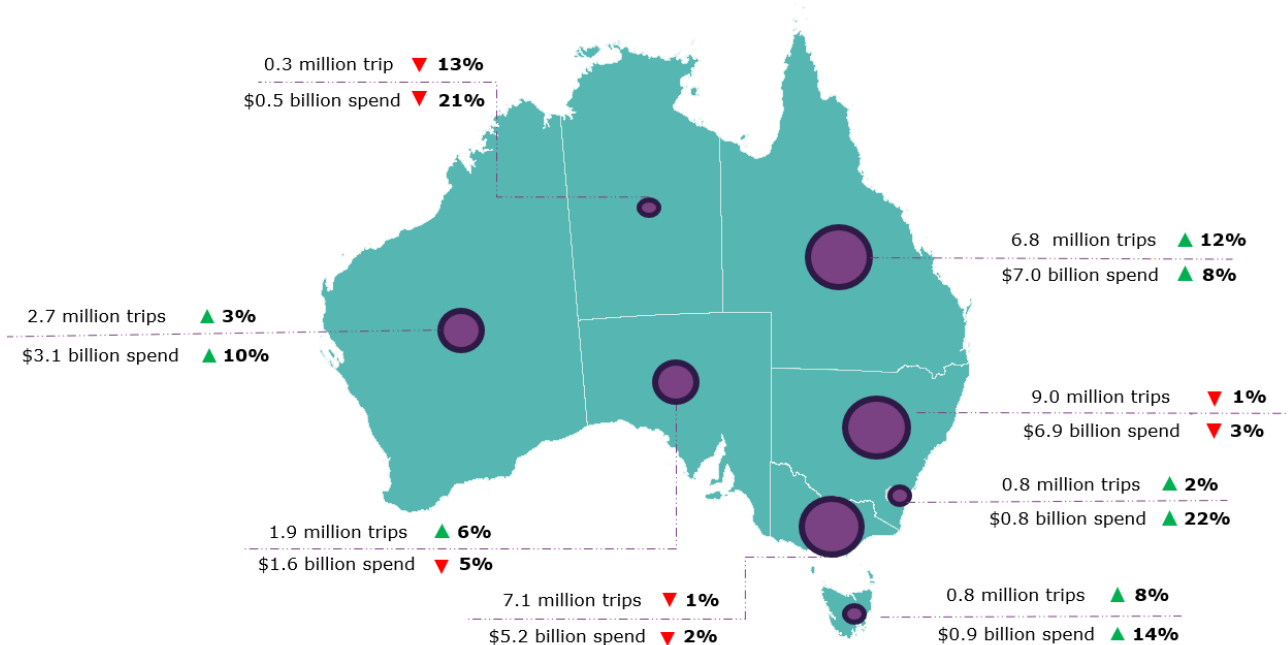 0.3 million trip ▼ 13%
$0.5 billion spend ▼ 21%
6.8 million trips ▲ 12%
$7.0 billion spend ▲ 8%
2.7 million trips ▲ 3%
$3.1 billion spend ▲ 10%
9.0 million trips ▼ 1%
$6.9 billion spend ▼ 3%
0.8 million trips ▲ 2%
$0.8 billion spend ▲ 22%
1.9 million trips ▲ 6%
$1.6 billion spend ▼ 5%
7.1 million trips ▼ 1%
$5.2 billion spend ▼ 2%
0.8 million trips ▲ 8%
$0.9 billion spend ▲ 14%